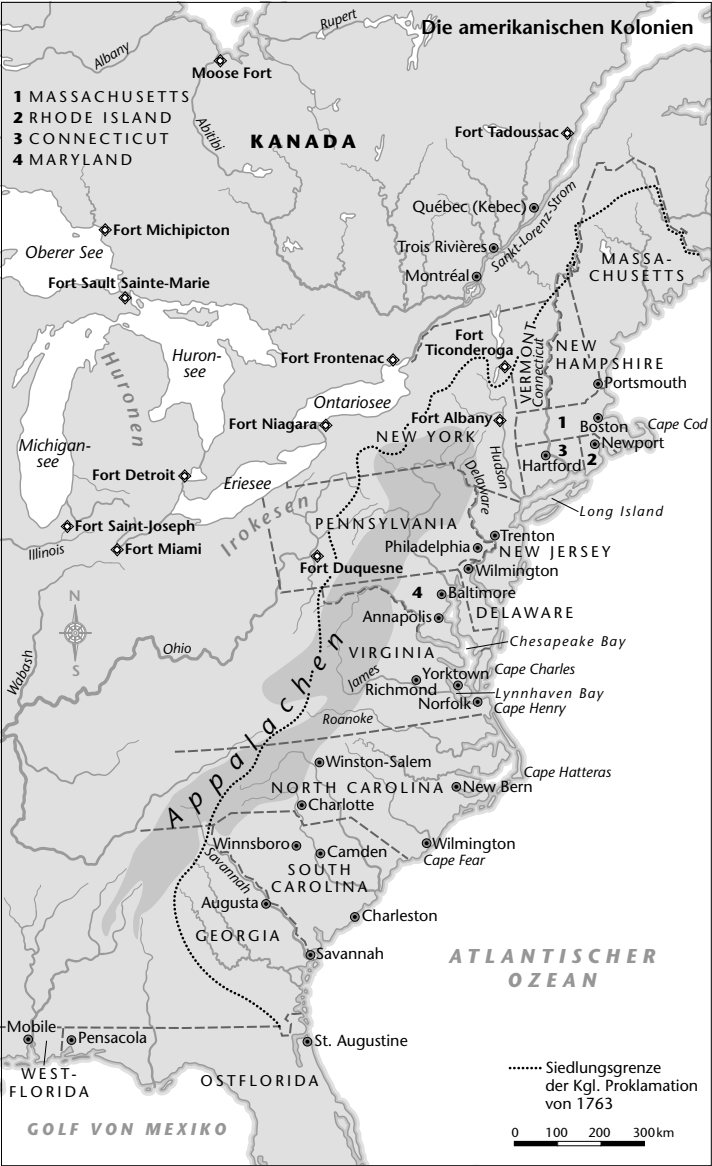 Die amerikanischen Kolonien
Rupert
Albany
Moose Fort
1 MASSACHUSETTS
2 RHODE ISLAND
3 CONNECTICUT
4 MARYLAND
Abitibi
KANADA
Fort Tadoussac
Québec (Kebec)
Sankt-Lorenz-Strom
Fort Michipicton
Oberer See
Trois Rivières
Montréal
Fort Sault Sainte-Marie
MASSA-
CHUSETTS
Huronen
Huron-
see
Fort Frontenac
Fort
Ticonderoga
VERMONT
Connecticut
NEW
HAMPSHIRE
Portsmouth
Ontariosee
Fort Niagara
Fort Albany
NEW YORK
1
Boston
Cape Cod
Michigan-
see
3
2
Newport
Hartford
Fort Detroit
Eriesee
Hudson
Delaware
Long Island
Irokesen
PENNSYLVANIA
Fort Saint-Joseph
Illinois
Fort Miami
Trenton
Philadelphia
NEW JERSEY
Fort Duquesne
Wilmington
4
Baltimore
N
S
Annapolis
DELAWARE
Chesapeake Bay
Ohio
Wabash
VIRGINIA
James
Yorktown
Cape Charles
Richmond
Lynnhaven Bay
Norfolk
Cape Henry
Roanoke
Appalachen
Winston-Salem
Cape Hatteras
NORTH CAROLINA
New Bern
Charlotte
Winnsboro
Wilmington
Camden
Cape Fear
Savannah
SOUTH
CAROLINA
Augusta
Charleston
GEORGIA
Savannah
ATLANTISCHER
OZEAN
Mobile
Pensacola
St. Augustine
WEST-
FLORIDA
OSTFLORIDA
Siedlungsgrenze
der Kgl. Proklamation
von 1763
GOLF VON MEXIKO
0 100 200 300 km